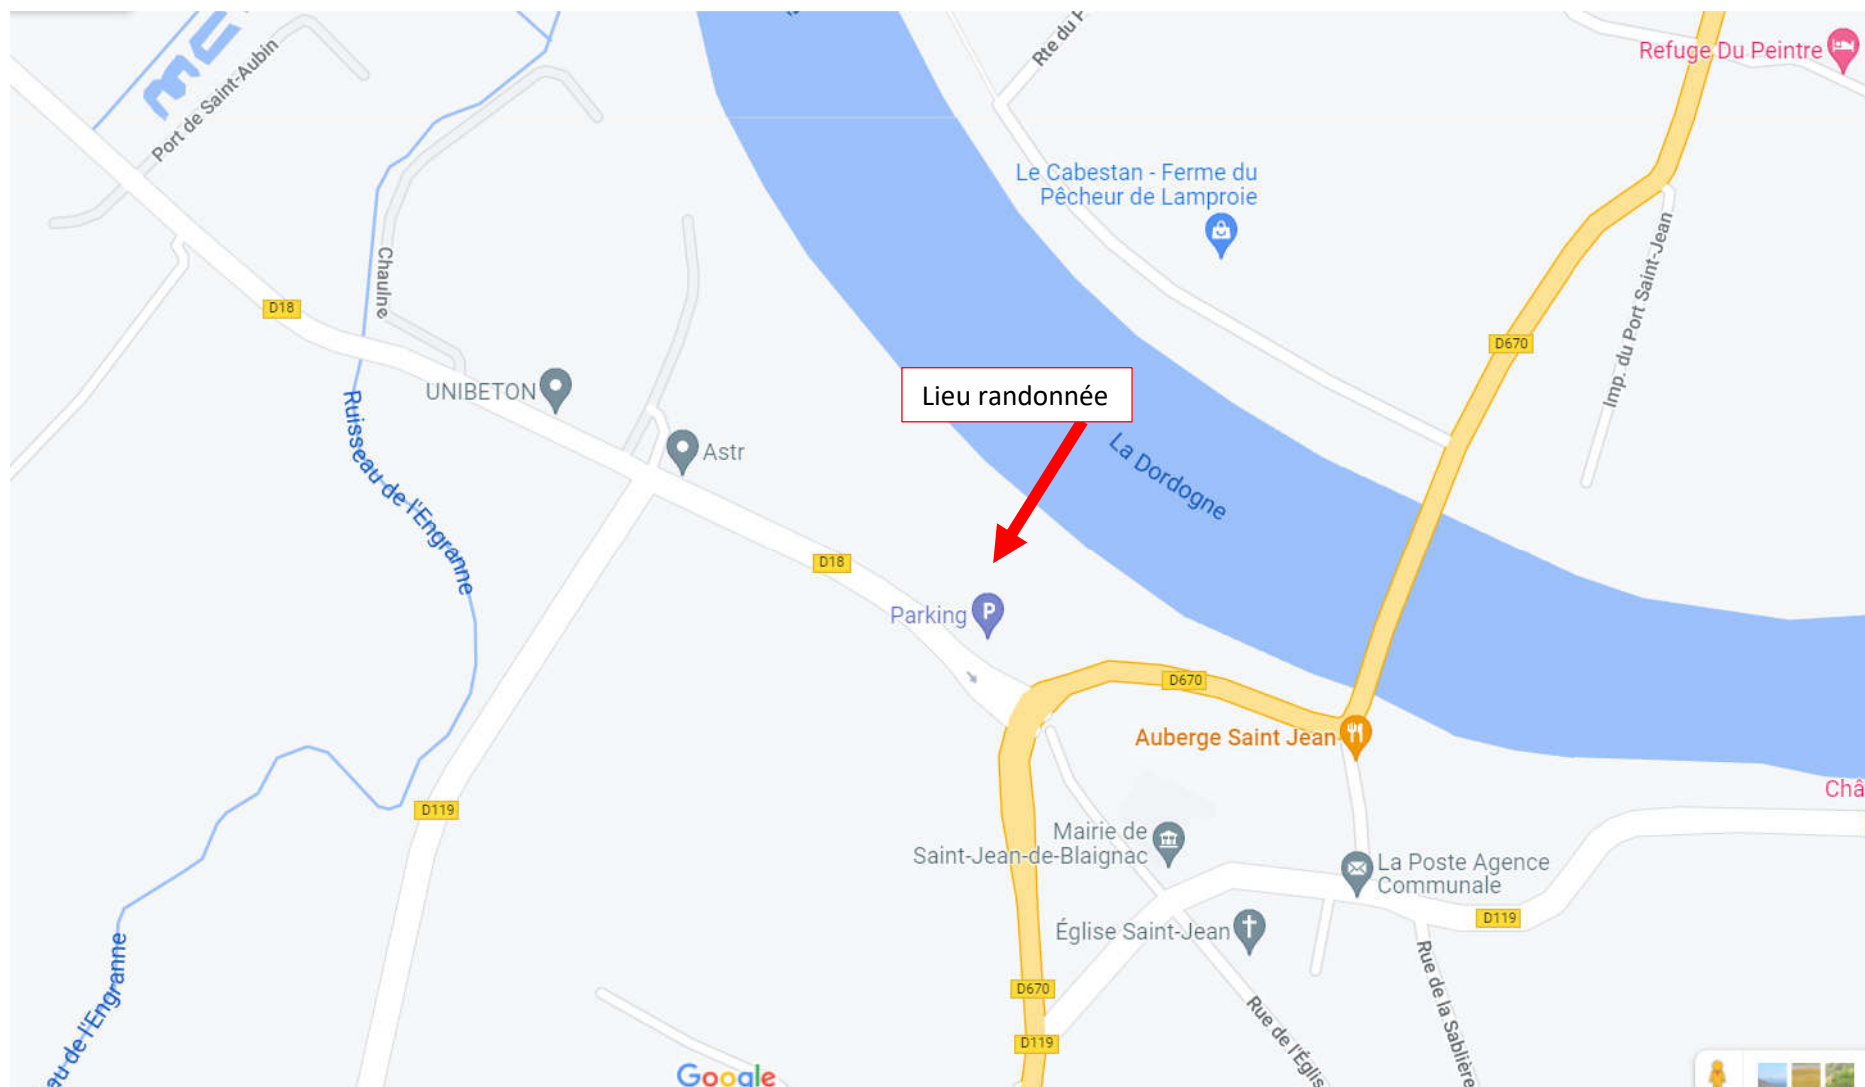 Port de Saint-Aubin
Rte du P
Refuge Du Peintre
Le Cabestan - Ferme du
Pêcheur de Lamproie
Chaulne
D18
Imp. du Port Saint-Jean
D670
UNIBETON
Lieu randonnée
Ruisseau de l'Engranne
Astr
La Dordogne
D18
Parking
P
D670
Auberge Saint Jean
Châ
D119
Mairie de
Saint-Jean-de-Blaignac
La Poste Agence
Communale
D119
Église Saint-Jean
au de l'Engranne
D670
Rue de l'Églis
Rue de la Sablière
D119
Google